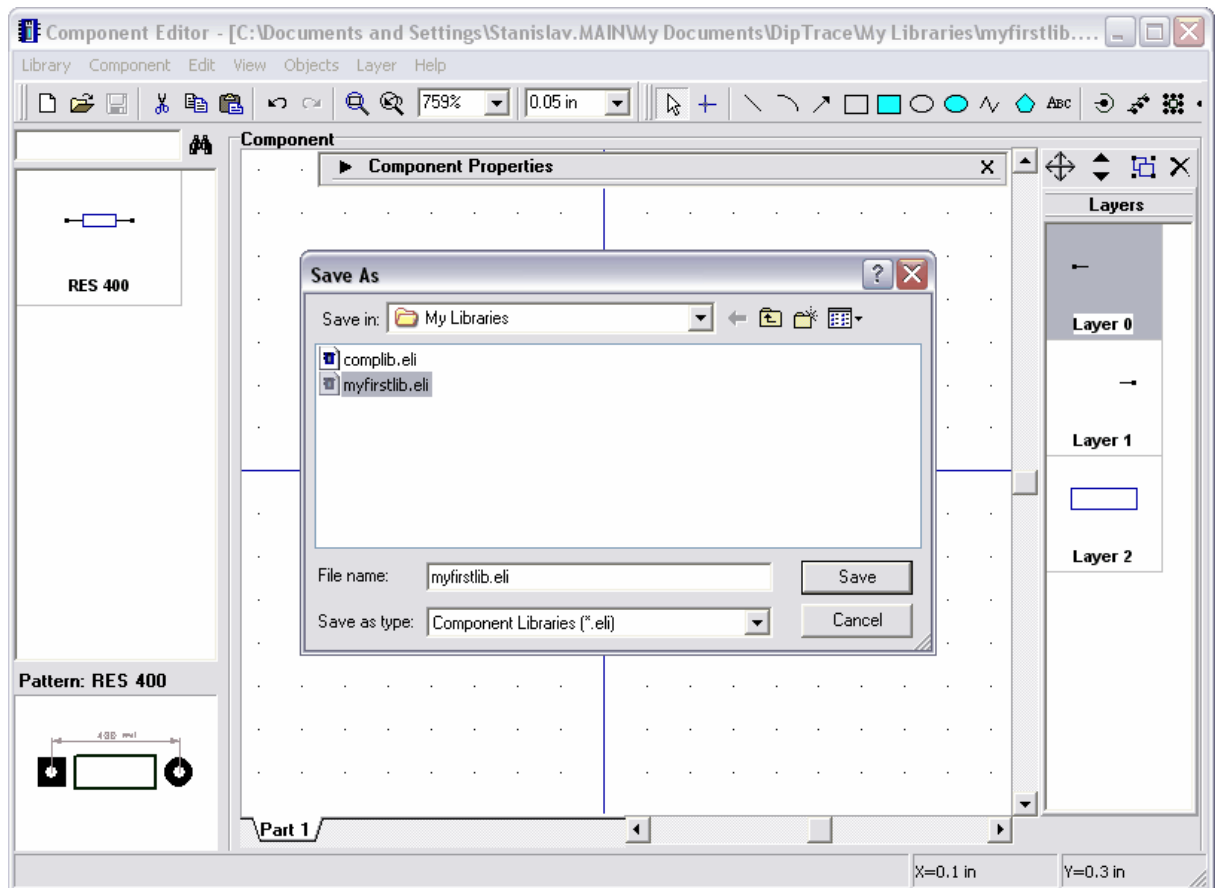 Component Editor - [C:\Documents and Settings\Stanislav.MAIN\My Documents\DipTrace\My Libraries\myfirstlib....
Library Component Edit View Objects Layer Help
759% 0.05 in ABC
Component
Component Properties
RES 400
Layers
Layer 0
Layer 1
Layer 2
Save As
Save in: My Libraries
complib.eli
myfirstlib.eli
File name: myfirstlib.eli Save
Save as type: Component Libraries (*.eli) Cancel
Pattern: RES 400
Part 1
X=0.1 in Y=0.3 in